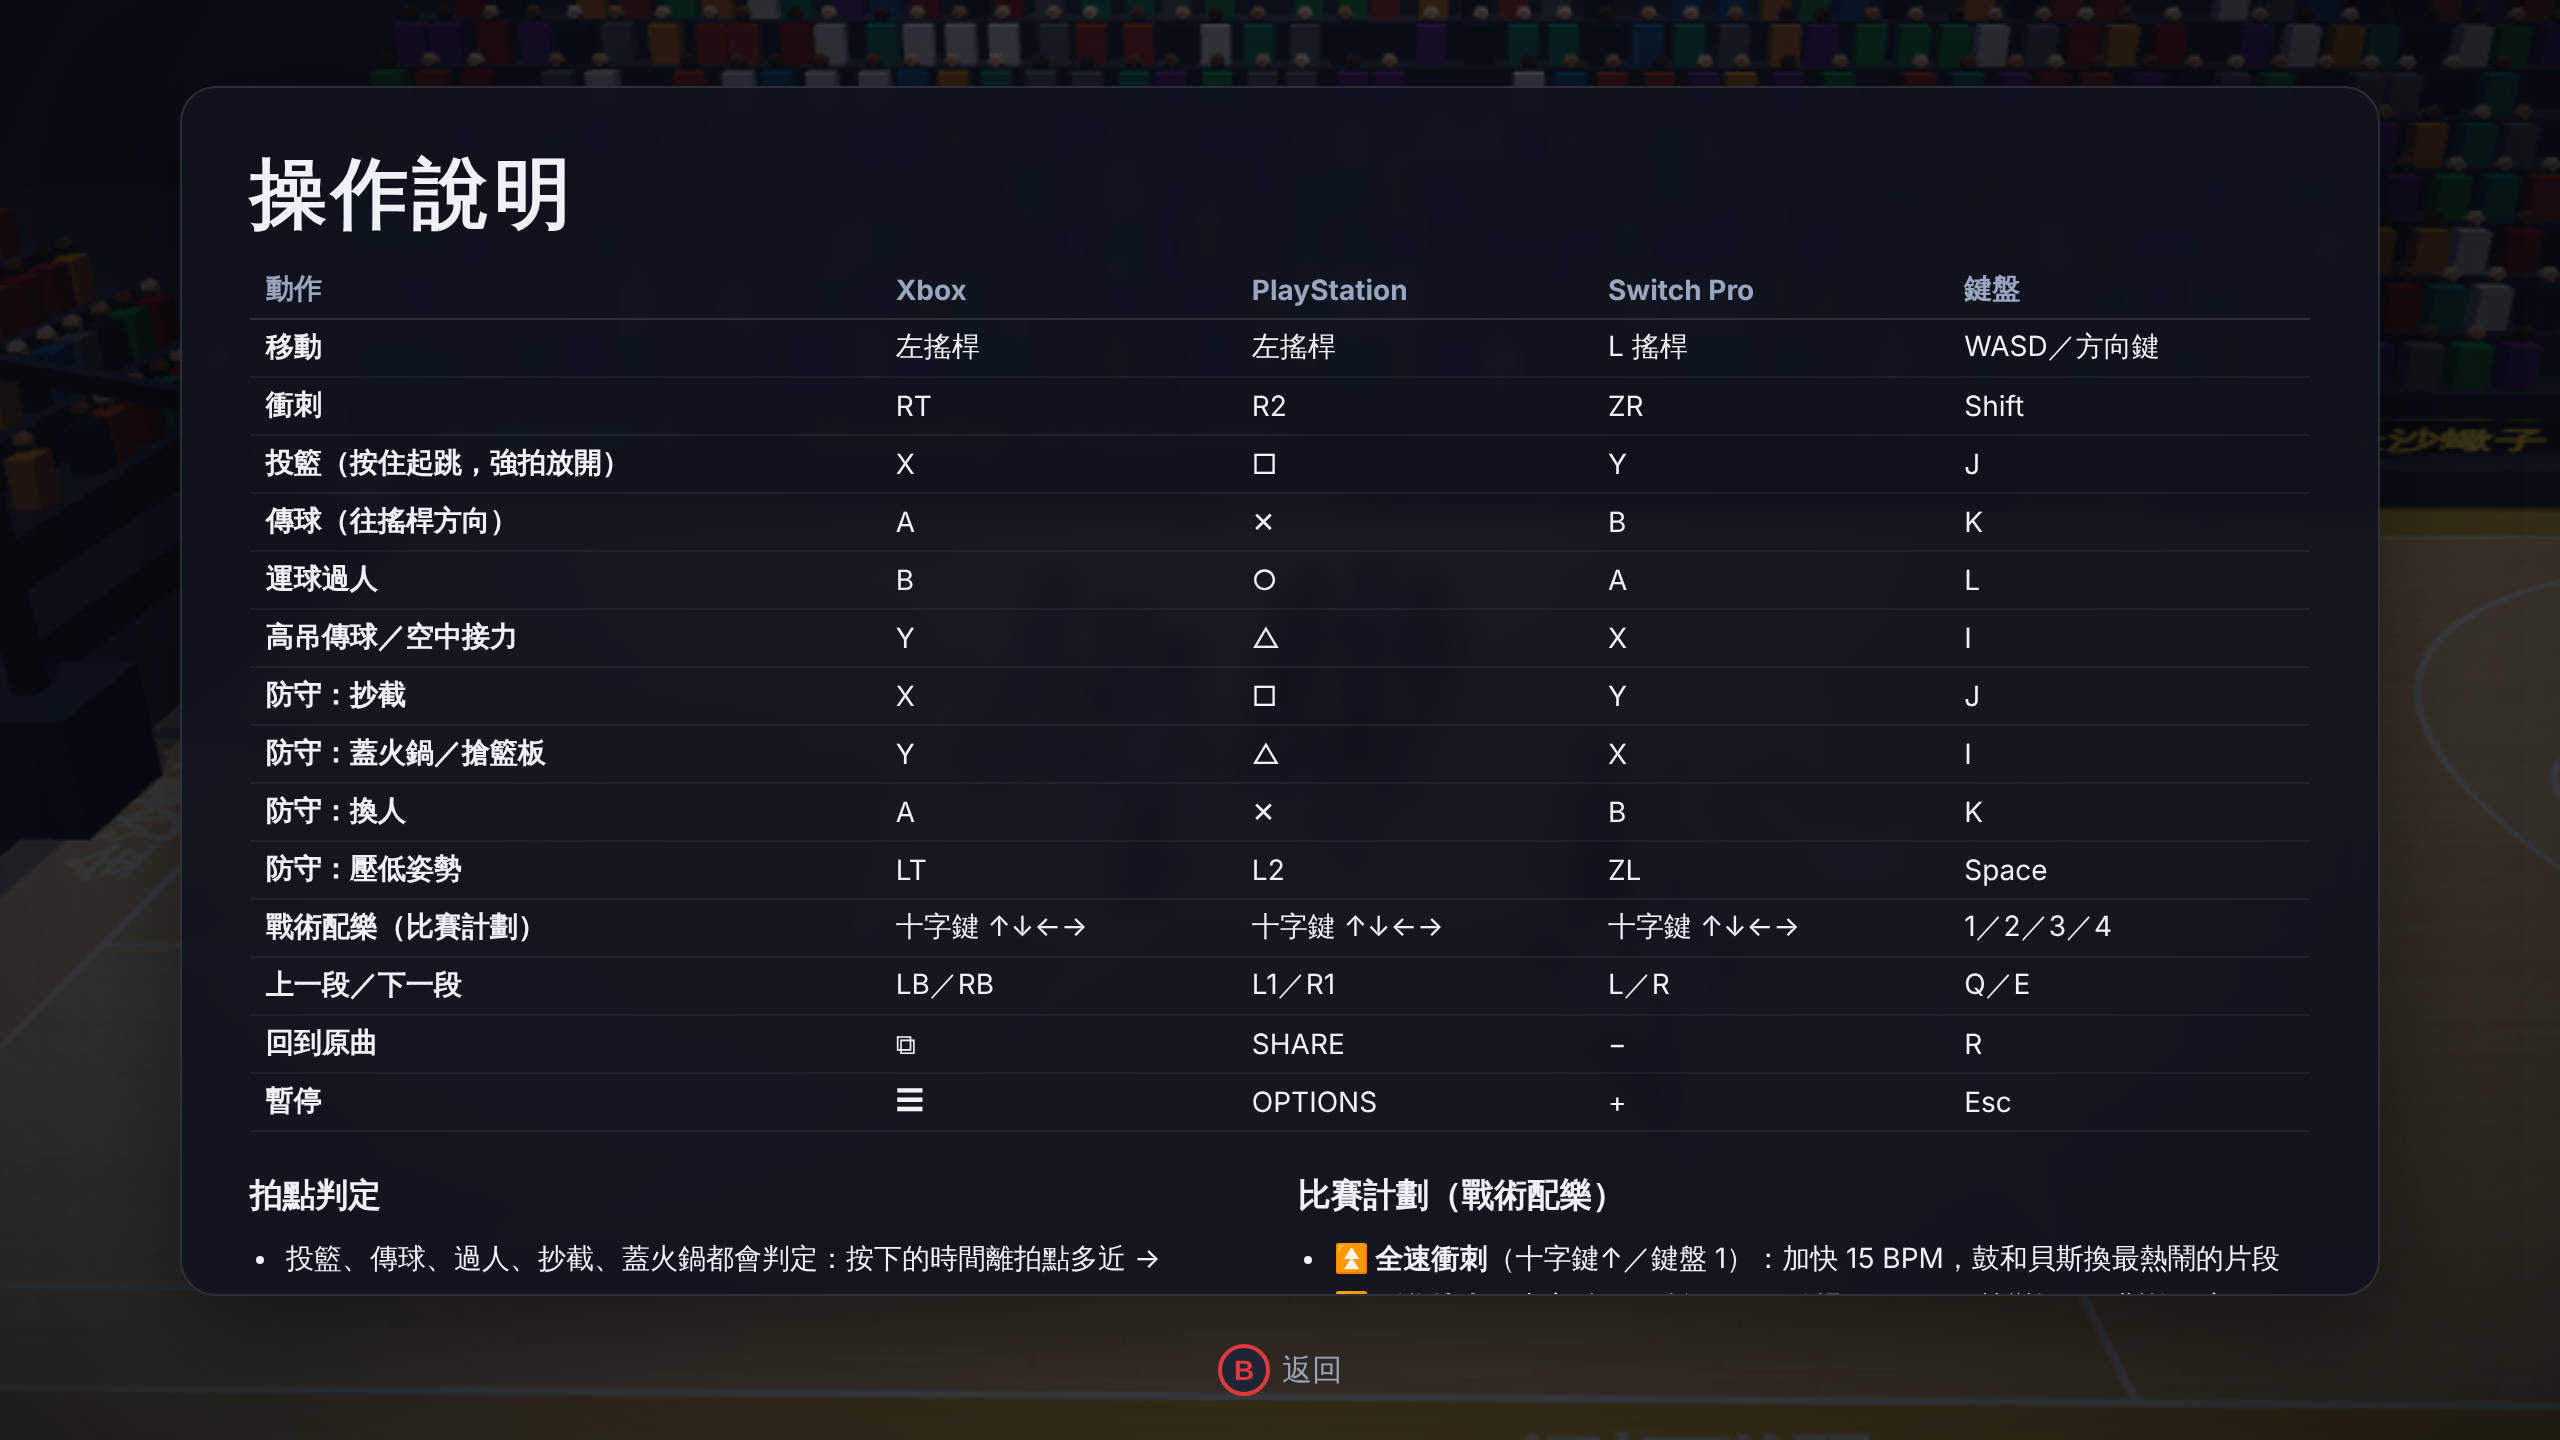 操作說明
動作 Xbox PlayStation Switch Pro 鍵盤
移動 左搖桿 左搖桿 L 搖桿 WASD／方向鍵
衝刺 RT R2 ZR Shift
投籃（按住起跳，強拍放開） X □ Y J
傳球（往搖桿方向） A ✕ B K
運球過人 B ○ A L
高吊傳球／空中接力 Y △ X I
防守：抄截 X □ Y J
防守：蓋火鍋／搶籃板 Y △ X I
防守：換人 A ✕ B K
防守：壓低姿勢 LT L2 ZL Space
戰術配樂（比賽計劃） 十字鍵 ↑↓←→ 十字鍵 ↑↓←→ 十字鍵 ↑↓←→ 1／2／3／4
上一段／下一段 LB／RB L1／R1 L／R Q／E
回到原曲 ⧉ SHARE − R
暫停 ☰ OPTIONS + Esc
拍點判定
• 投籃、傳球、過人、抄截、蓋火鍋都會判定：按下的時間離拍點多近 →
比賽計劃（戰術配樂）
• ⏫ 全速衝刺（十字鍵↑／鍵盤 1）：加快 15 BPM，鼓和貝斯換最熱鬧的片段
沙蠍子
B 返回